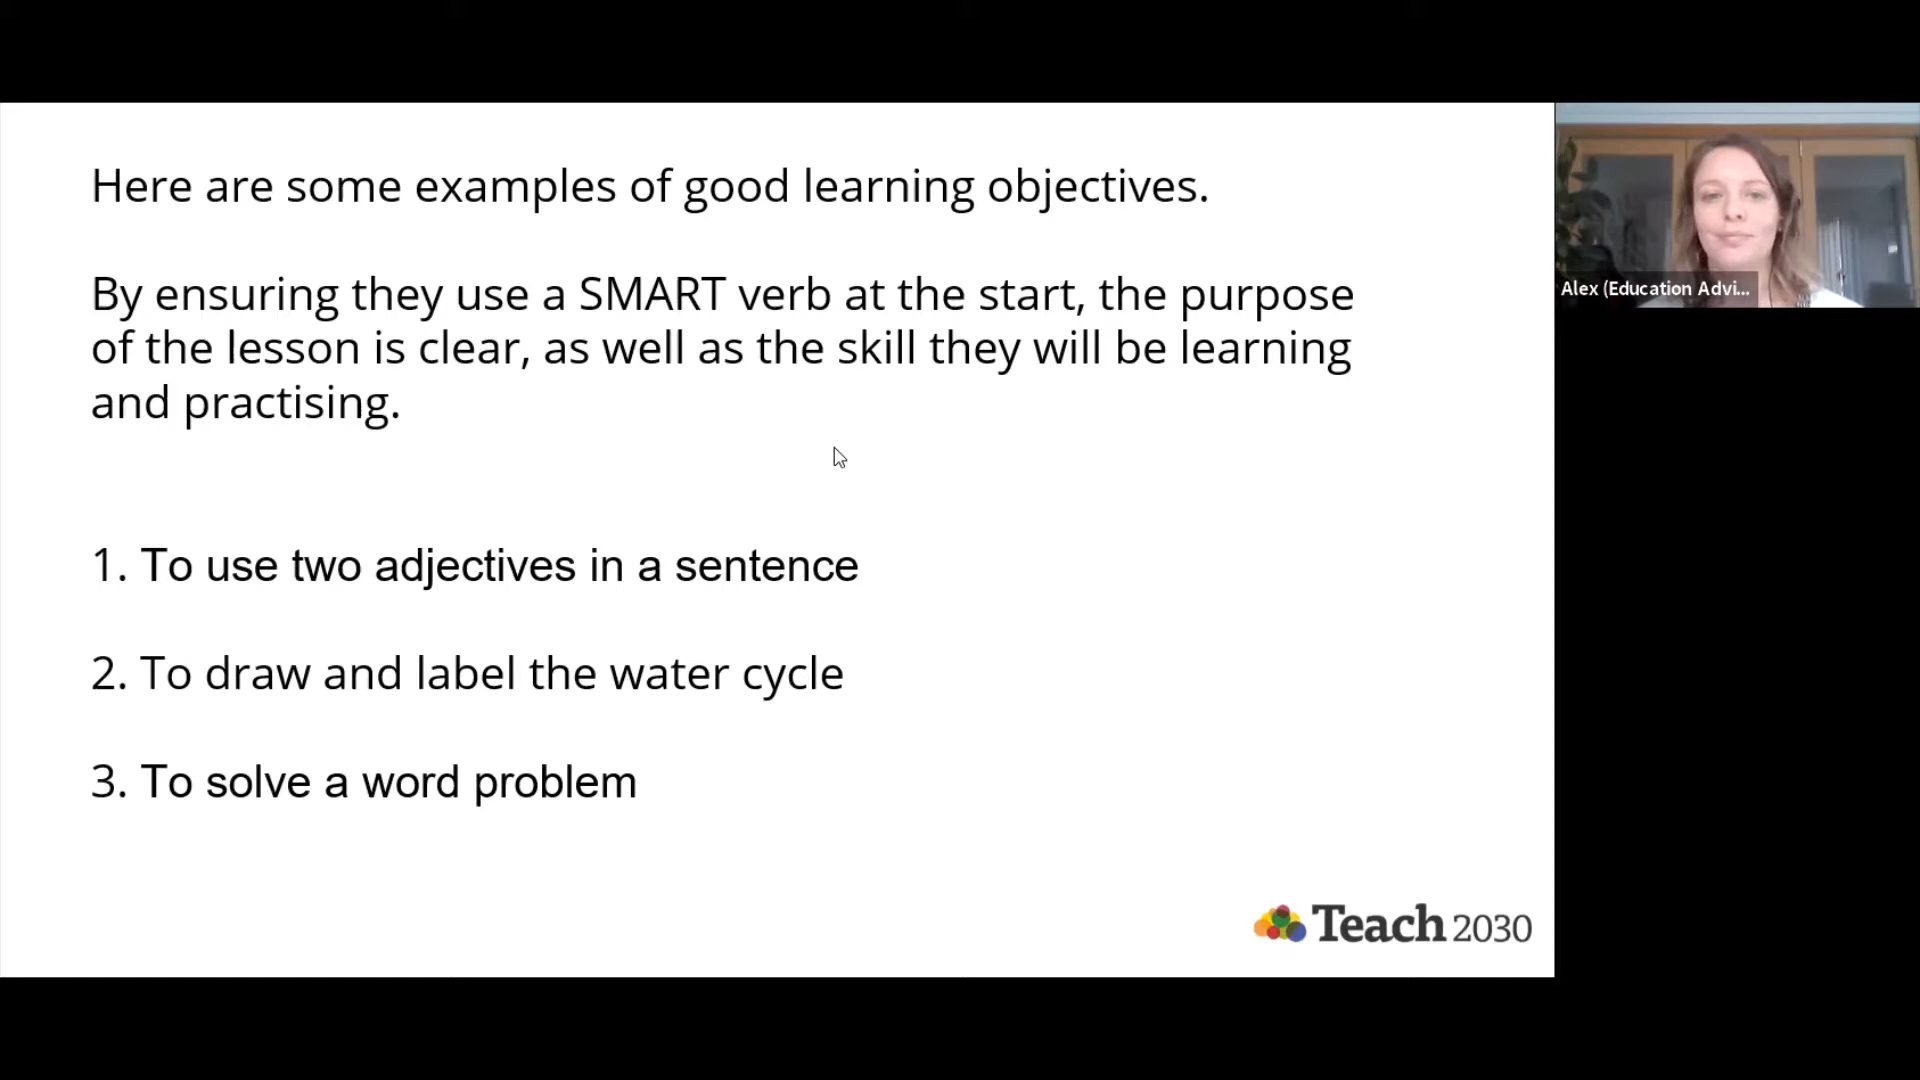 Here are some examples of good learning objectives.
By ensuring they use a SMART verb at the start, the purpose
of the lesson is clear, as well as the skill they will be learning
and practising.
1. To use two adjectives in a sentence
2. To draw and label the water cycle
3. To solve a word problem
Teach 2030
Alex (Education Advi...